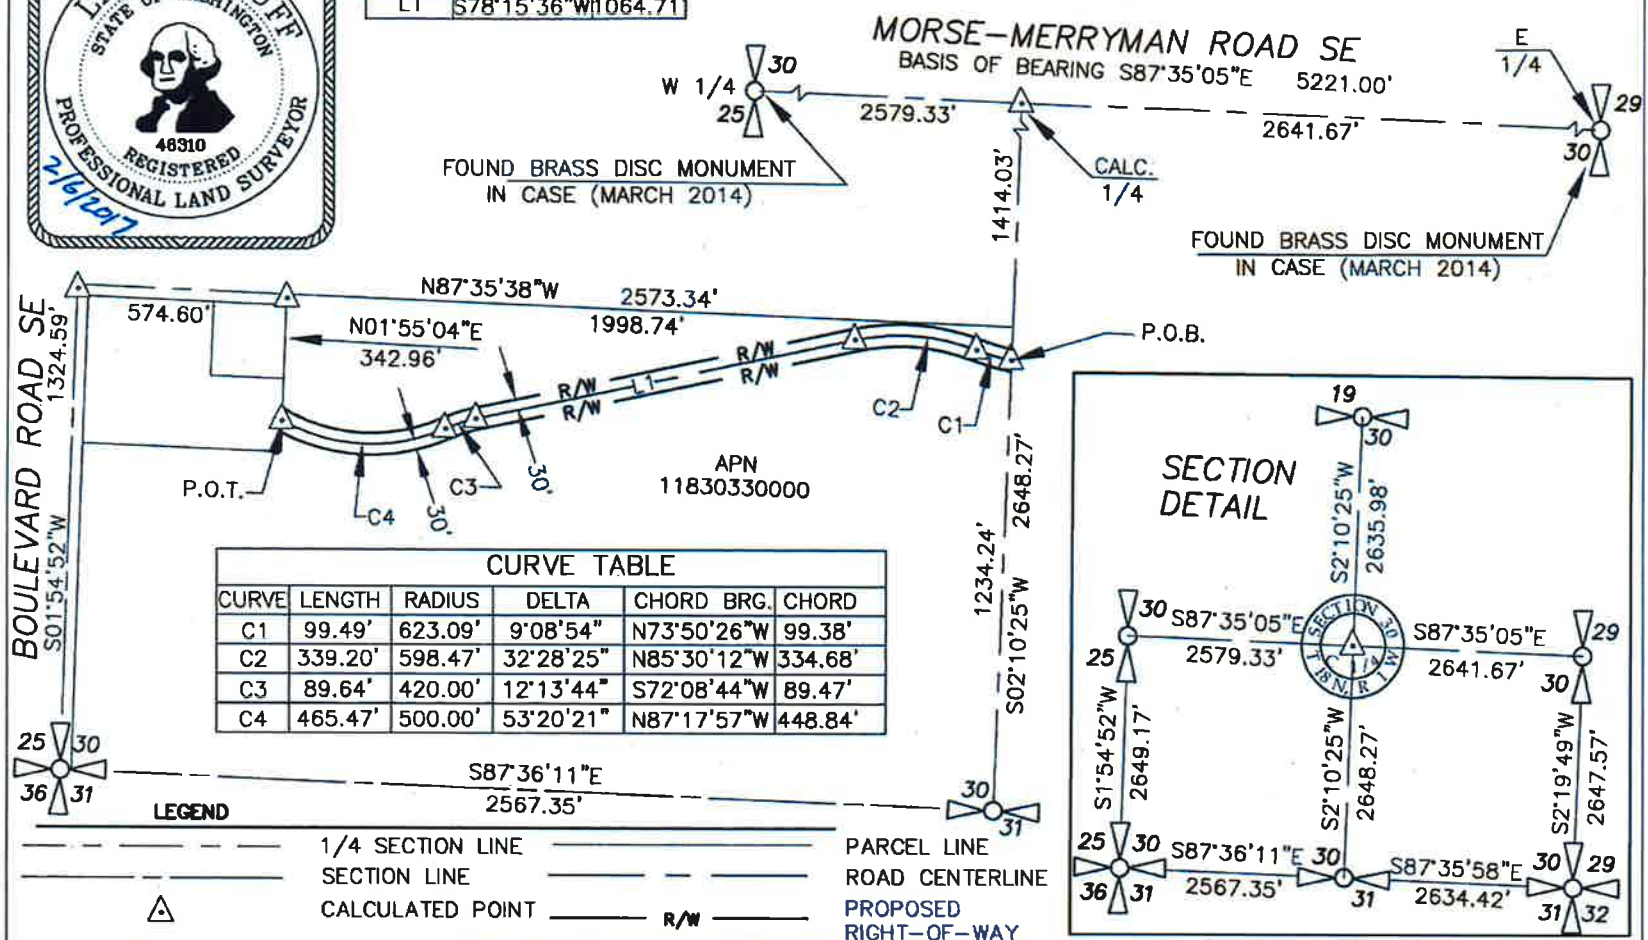 STATE OF WASHINGTON
48310
REGISTERED
PROFESSIONAL LAND SURVEYOR
2/6/2017
L1 S78°15'36"W 1064.71
MORSE-MERRYMAN ROAD SE
BASIS OF BEARING S87°35'05"E 5221.00'
W 1/4
30
25
2579.33'
2641.67'
E
1/4
29
30
FOUND BRASS DISC MONUMENT
IN CASE (MARCH 2014)
CALC.
1/4
1414.03'
FOUND BRASS DISC MONUMENT
IN CASE (MARCH 2014)
BOULEVARD ROAD SE
S01°54'52"W
1324.59'
574.60'
N87°35'38"W 2573.34'
1998.74'
N01°55'04"E
342.96'
R/W
R/W
L1
R/W
R/W
P.O.B.
C2
C1
P.O.T.
C4
30'
C3
30'
APN
11830330000
1234.24'
S02°10'25"W 2648.27'
CURVE TABLE
CURVE LENGTH RADIUS DELTA CHORD BRG. CHORD
C1 99.49' 623.09' 9°08'54" N73°50'26"W 99.38'
C2 339.20' 598.47' 32°28'25" N85°30'12"W 334.68'
C3 89.64' 420.00' 12°13'44" S72°08'44"W 89.47'
C4 465.47' 500.00' 53°20'21" N87°17'57"W 448.84'
25 30
36 31
S87°36'11"E
2567.35'
30
31
LEGEND
1/4 SECTION LINE
SECTION LINE
CALCULATED POINT
PARCEL LINE
ROAD CENTERLINE
R/W
PROPOSED
RIGHT-OF-WAY
SECTION
DETAIL
19
30
S2°10'25"W
2635.98'
30
25
S87°35'05"E
2579.33'
SECTION 30
C 1/4
T 18 N, R 1 W
S87°35'05"E
2641.67'
29
30
S1°54'52"W
2649.17'
S2°10'25"W
2648.27'
S2°19'49"W
2647.57'
25 30
36 31
S87°36'11"E
2567.35'
30
31
S87°35'58"E
2634.42'
30 29
31 32